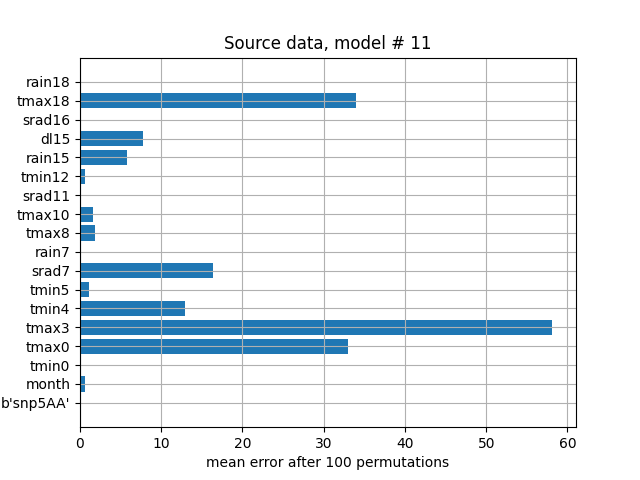 Source data, model # 11
rain18
tmax18
srad16
dl15
rain15
tmin12
srad11
tmax10
tmax8
rain7
srad7
tmin5
tmin4
tmax3
tmax0
tmin0
month
b'snp5AA'
0 10 20 30 40 50 60
mean error after 100 permutations